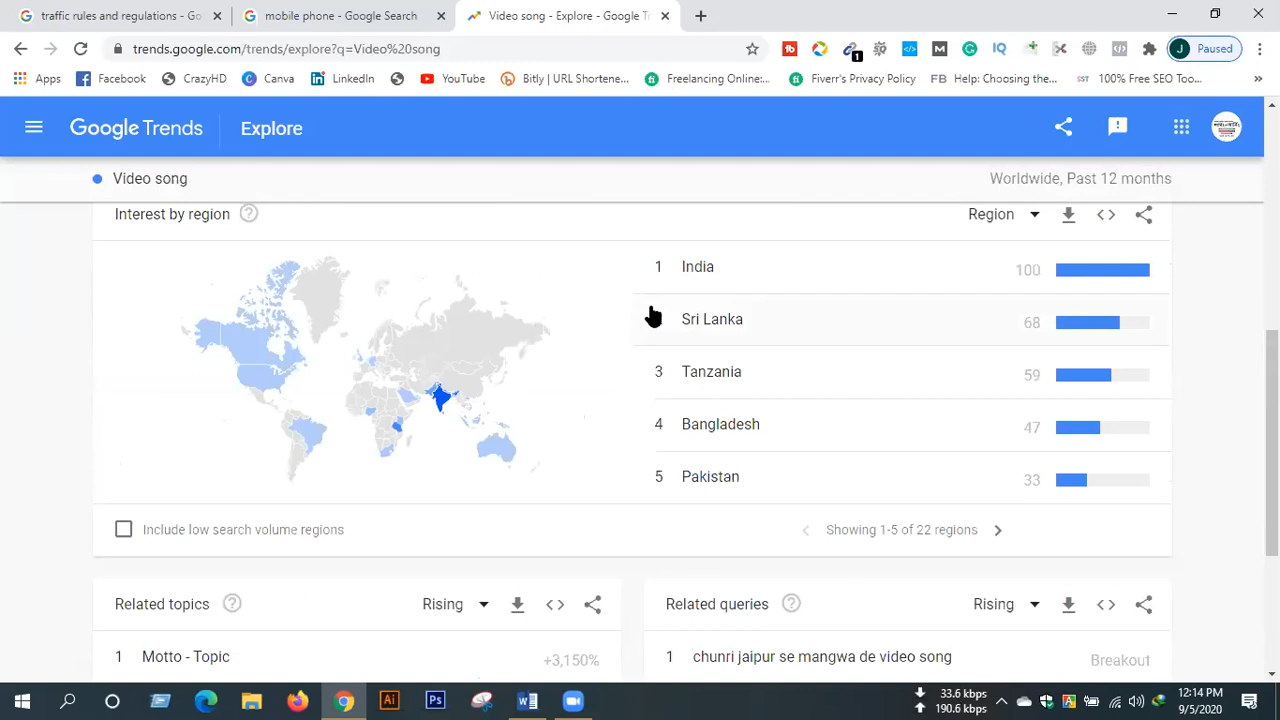 traffic rules and regulations - Go
mobile phone - Google Search
Video song - Explore - Google Tr
trends.google.com/trends/explore?q=Video%20song
1
IQ
J Paused
Apps
Facebook
CrazyHD
Canva
LinkedIn
YouTube
Bitly | URL Shortene...
Freelancing Online:...
Fiverr's Privacy Policy
FB Help: Choosing the...
SST 100% Free SEO Too...
»
Google Trends
Explore
Video song
Worldwide, Past 12 months
Interest by region
Region
1 India 100
Sri Lanka 68
3 Tanzania 59
4 Bangladesh 47
5 Pakistan 33
Include low search volume regions
Showing 1-5 of 22 regions
Related topics
Rising
Related queries
Rising
1 Motto - Topic +3,150%
1 chunri jaipur se mangwa de video song Breakout
Ai
Ps
33.6 kbps
190.6 kbps
12:14 PM
9/5/2020